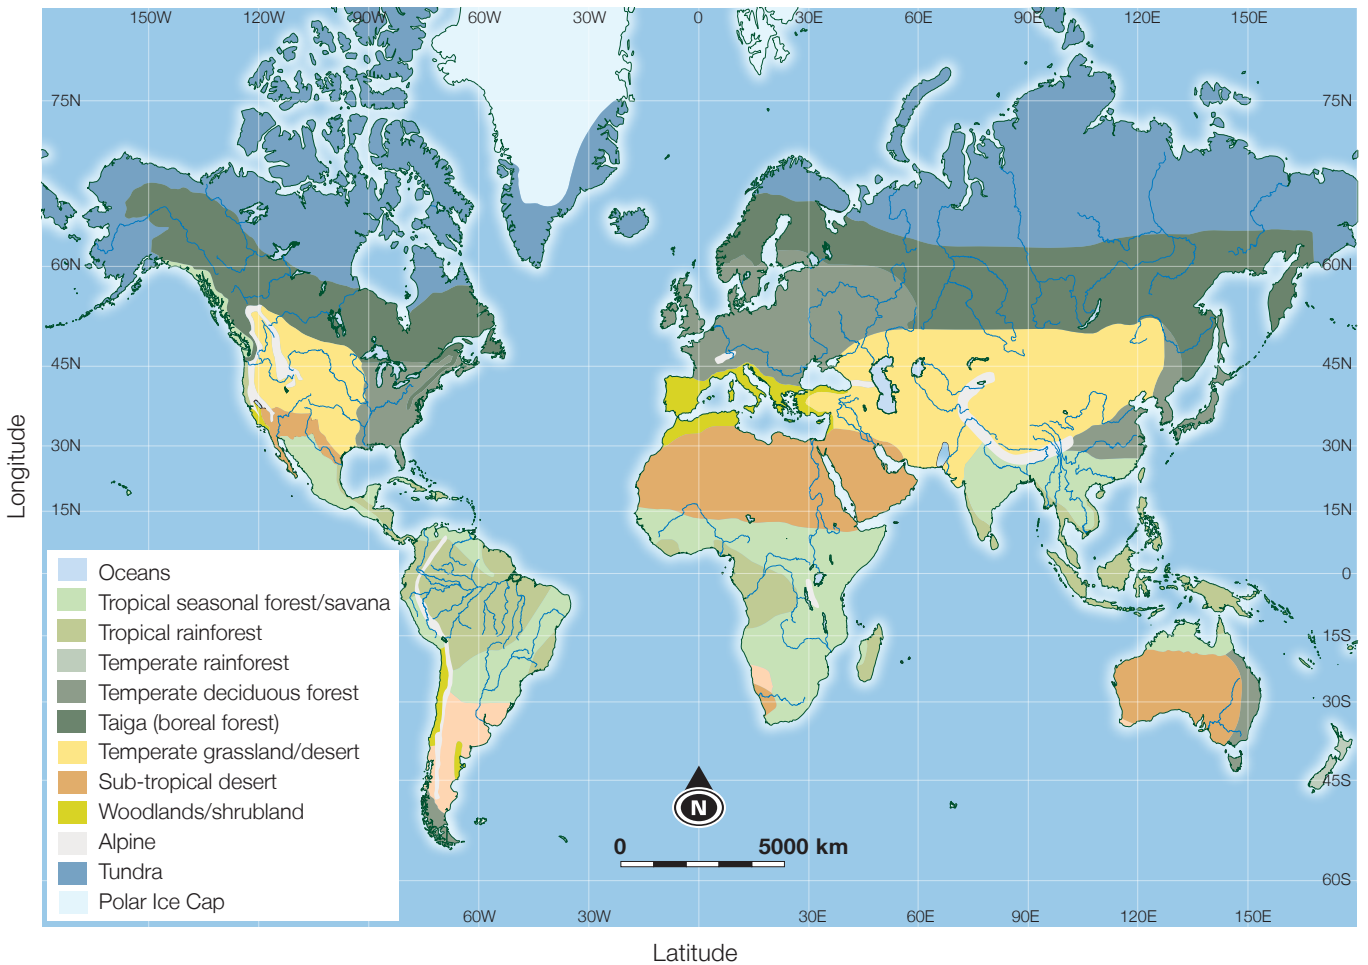 150W 120W 90W 60W 30W 0 30E 60E 90E 120E 150E
75N 75N
60N 60N
45N 45N
30N 30N
15N 15N
0
15S
30S
45S
60S
Longitude
Oceans
Tropical seasonal forest/savana
Tropical rainforest
Temperate rainforest
Temperate deciduous forest
Taiga (boreal forest)
Temperate grassland/desert
Sub-tropical desert
Woodlands/shrubland
Alpine
Tundra
Polar Ice Cap
N
0 5000 km
60W 30W 0 30E 60E 90E 120E 150E
Latitude